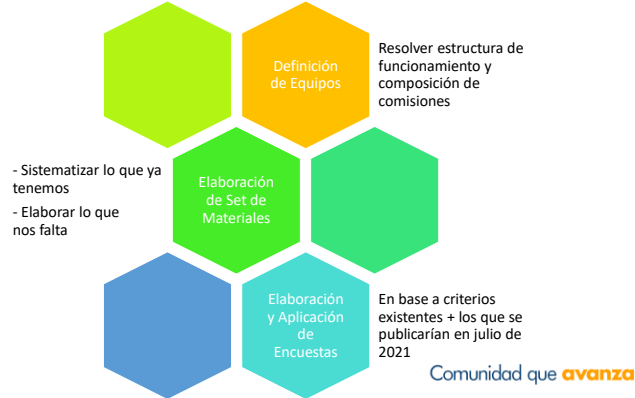 Definición
de Equipos
Resolver estructura de
funcionamiento y
composición de
comisiones
- Sistematizar lo que ya
tenemos
- Elaborar lo que
nos falta
Elaboración
de Set de
Materiales
Elaboración
y Aplicación
de
Encuestas
En base a criterios
existentes + los que se
publicarían en julio de
2021
Comunidad que avanza